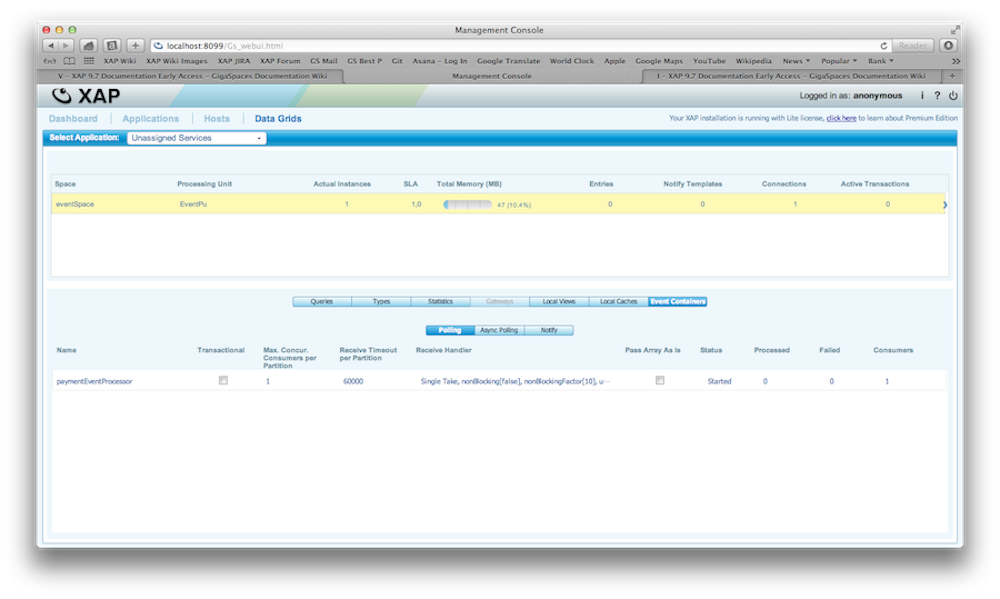 Management Console
localhost:8099/Gs_webui.html
Reader
XAP Wiki XAP Wiki Images XAP JIRA XAP Forum GS Mail GS Best P Git Asana – Log In Google Translate World Clock Apple Google Maps YouTube Wikipedia News Popular Bank
V – XAP 9.7 Documentation Early Access – GigaSpaces Documentation Wiki Management Console I – XAP 9.7 Documentation Early Access – GigaSpaces Documentation Wiki
XAP Logged in as: anonymous i ?
Dashboard Applications Hosts Data Grids Your XAP installation is running with Lite license, click here to learn about Premium Edition
Select Application: Unassigned Services
Space Processing Unit Actual Instances SLA Total Memory (MB) Entries Notify Templates Connections Active Transactions
eventSpace EventPu 1 1,0 47 (10.4%) 0 0 1 0
Queries Types Statistics Gateways Local Views Local Caches Event Containers
Polling Async Polling Notify
Name Transactional Max. Concur. Consumers per Partition Receive Timeout per Partition Receive Handler Pass Array As Is Status Processed Failed Consumers
paymentEventProcessor 1 60000 Single Take, nonBlocking[false], nonBlockingFactor[10], u... Started 0 0 1